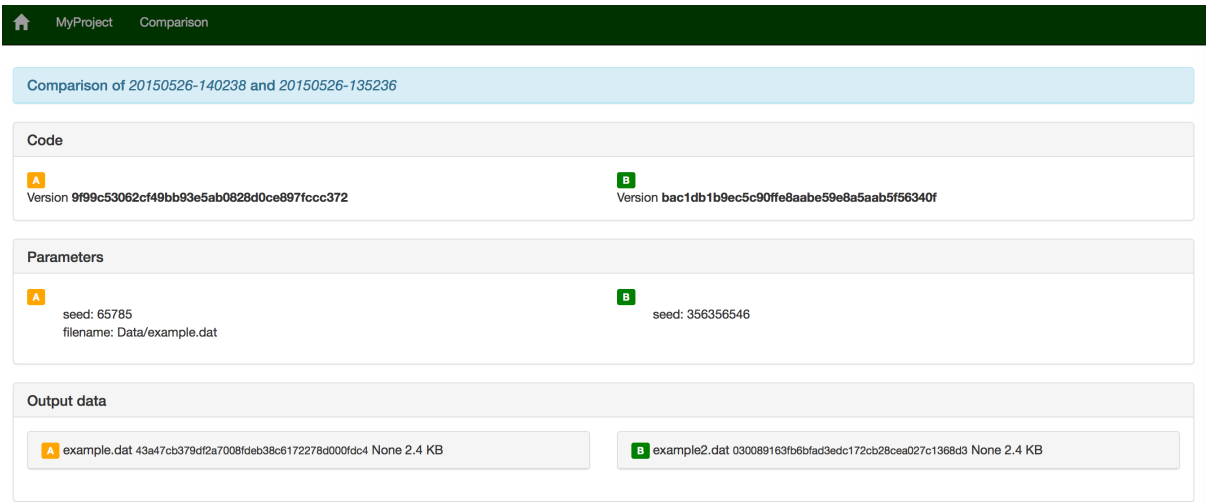 MyProject Comparison
Comparison of 20150526-140238 and 20150526-135236
Code
A
Version 9f99c53062cf49bb93e5ab0828d0ce897fccc372
B
Version bac1db1b9ec5c90ffe8aabe59e8a5aab5f56340f
Parameters
A
seed: 65785
filename: Data/example.dat
B
seed: 356356546
Output data
A example.dat 43a47cb379df2a7008fdeb38c6172278d000fdc4 None 2.4 KB
B example2.dat 030089163fb6bfad3edc172cb28cea027c1368d3 None 2.4 KB